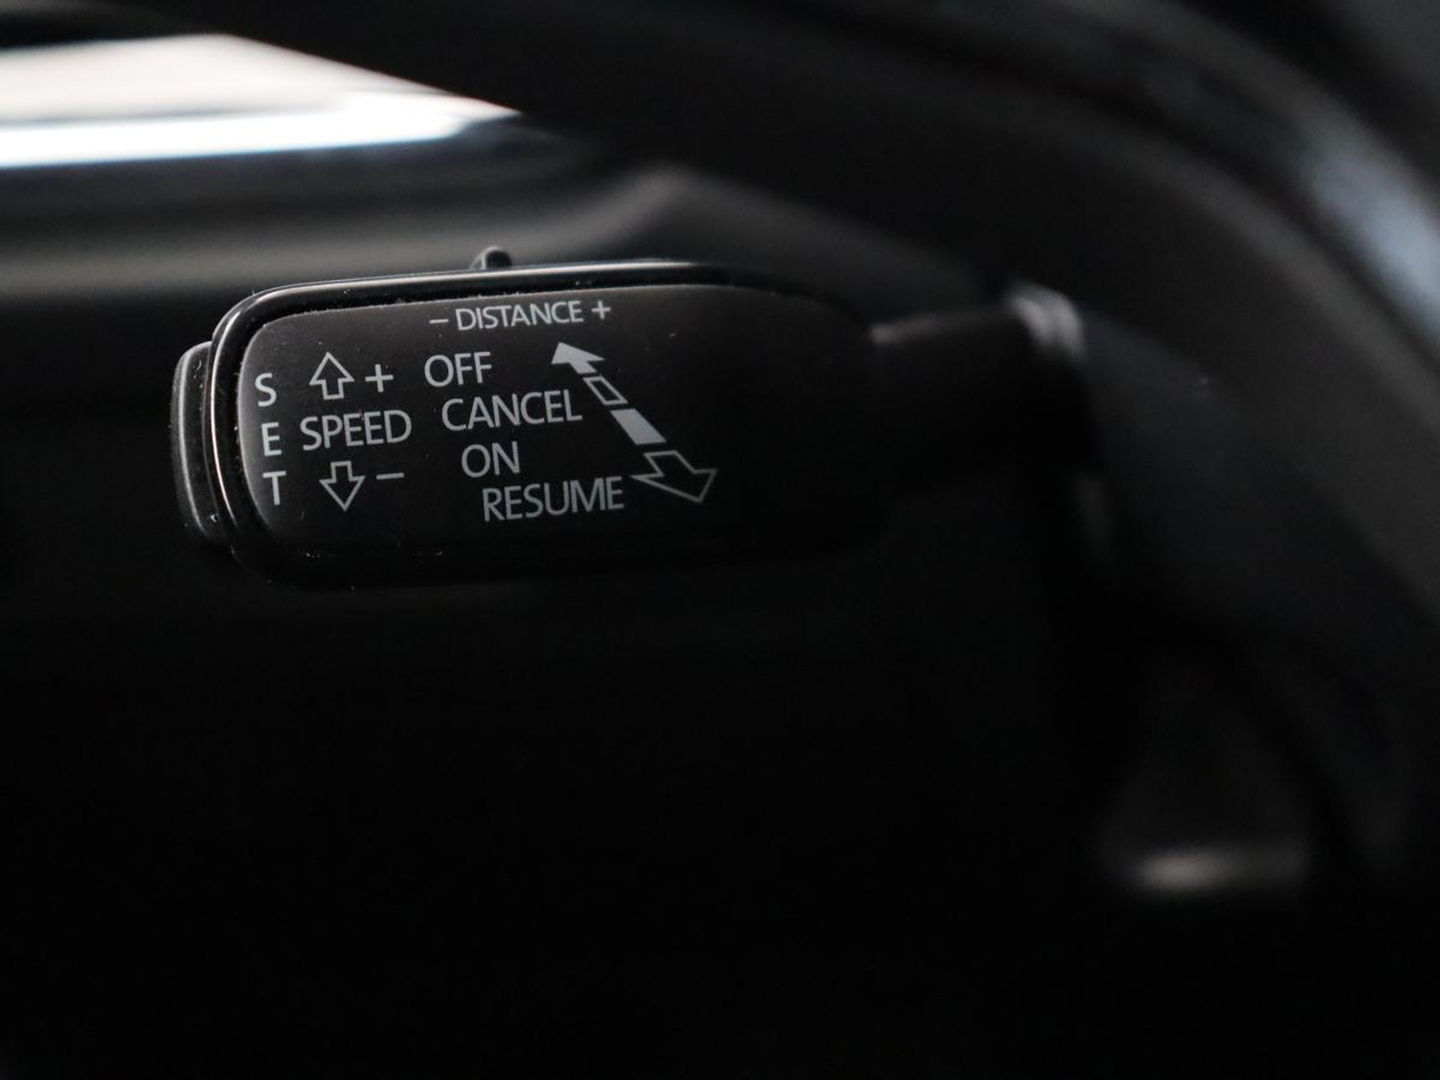 – DISTANCE +
S + OFF
CANCEL
E SPEED
ON
T –
RESUME